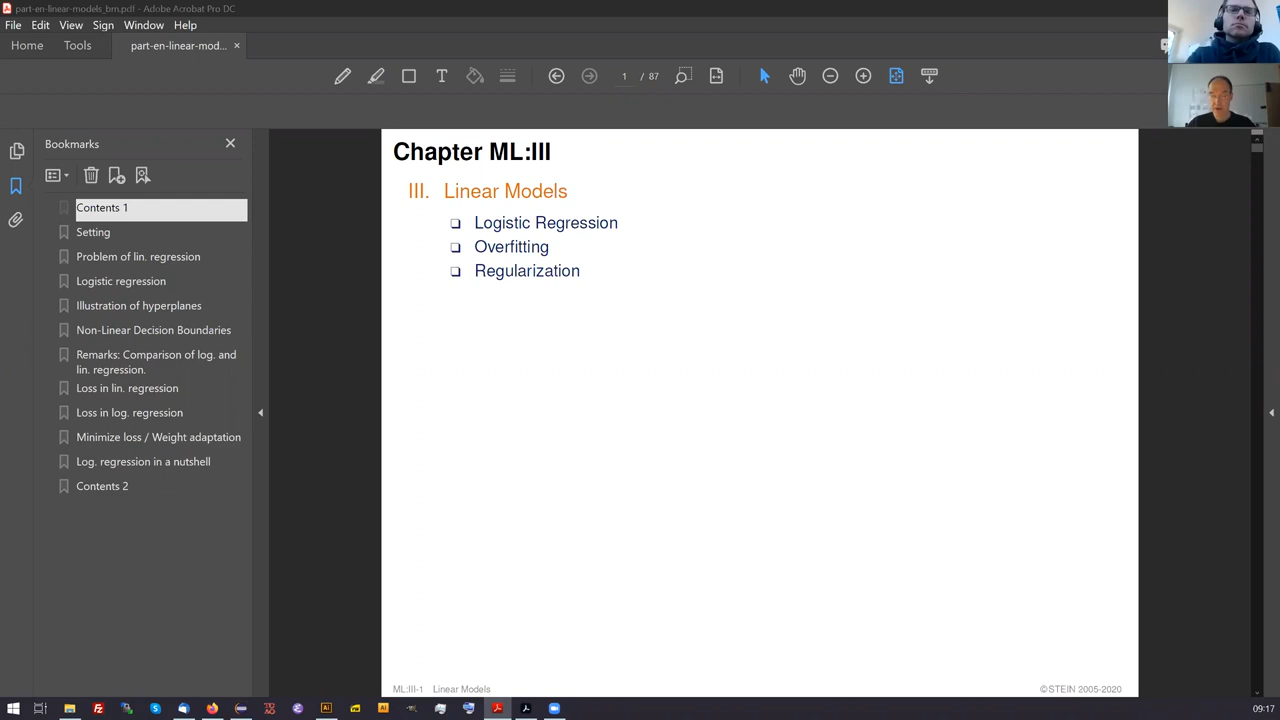 part-en-linear-models_bm.pdf - Adobe Acrobat Pro DC
File Edit View Sign Window Help
Home Tools part-en-linear-mod... ×
1 / 87
Bookmarks
Contents 1
Setting
Problem of lin. regression
Logistic regression
Illustration of hyperplanes
Non-Linear Decision Boundaries
Remarks: Comparison of log. and
lin. regression.
Loss in lin. regression
Loss in log. regression
Minimize loss / Weight adaptation
Log. regression in a nutshell
Contents 2
Chapter ML:III
III. Linear Models
❑ Logistic Regression
❑ Overfitting
❑ Regularization
ML:III-1 Linear Models
©STEIN 2005-2020
09:17